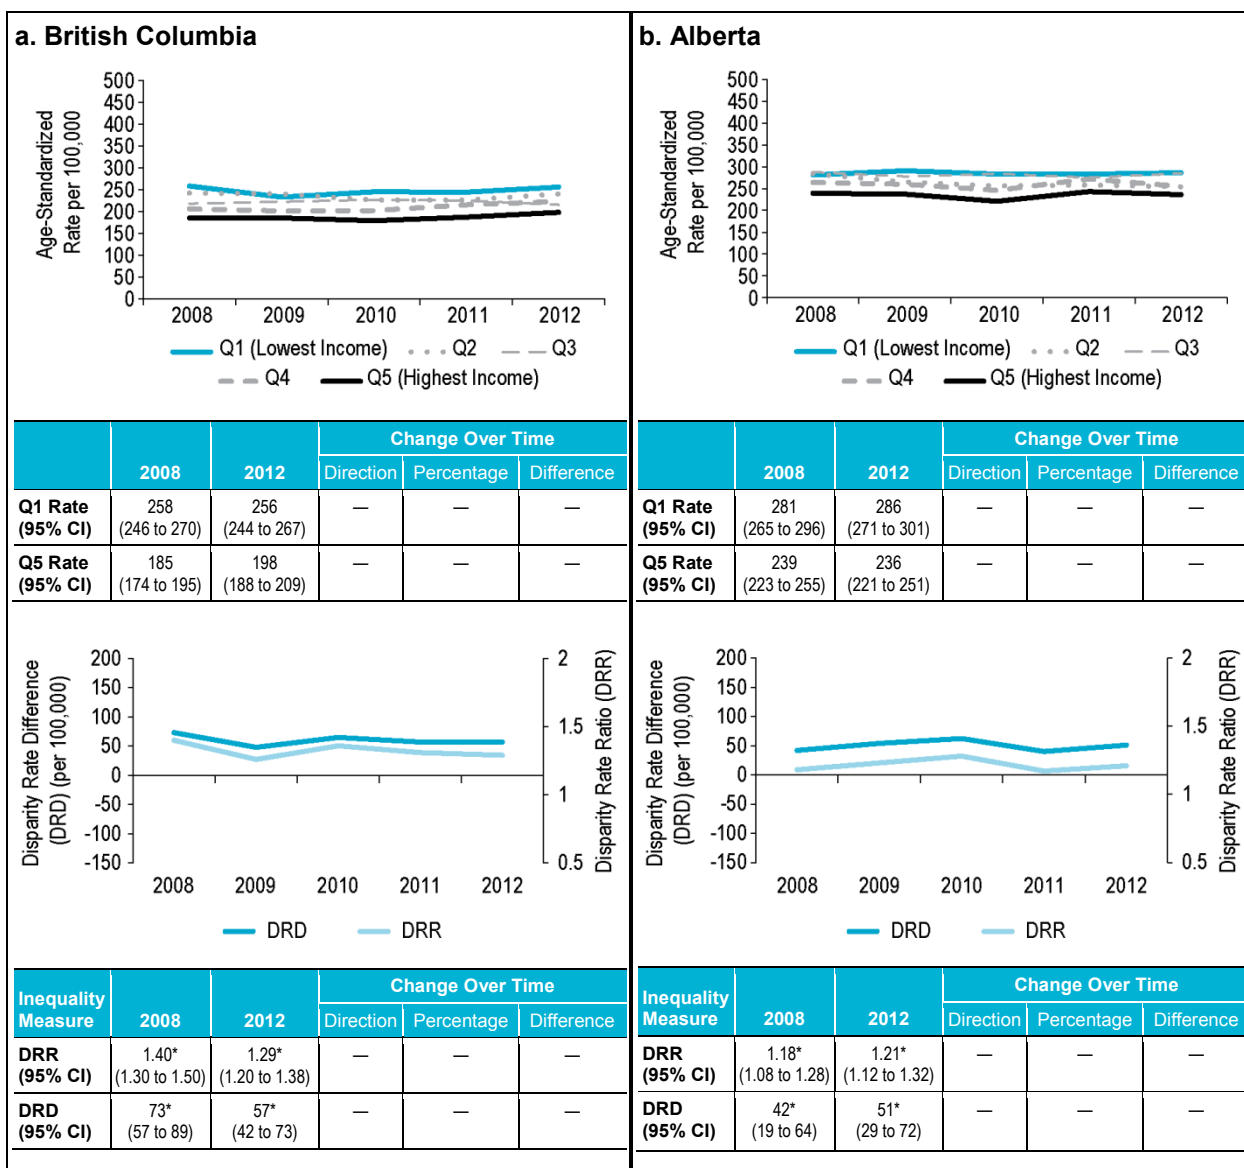 a. British Columbia
Age-Standardized
Rate per 100,000
500
450
400
350
300
250
200
150
100
50
0
2008 2009 2010 2011 2012
Q1 (Lowest Income) Q2 Q3
Q4 Q5 (Highest Income)
Change Over Time
2008 2012 Direction Percentage Difference
Q1 Rate 258 256 — — —
(95% CI) (246 to 270) (244 to 267)
Q5 Rate 185 198 — — —
(95% CI) (174 to 195) (188 to 209)
Disparity Rate Difference
(DRD) (per 100,000)
200
150
100
50
0
-50
-100
-150
2
1.5
1
0.5
Disparity Rate Ratio (DRR)
2008 2009 2010 2011 2012
DRD DRR
Change Over Time
Inequality
Measure 2008 2012 Direction Percentage Difference
DRR 1.40* 1.29* — — —
(95% CI) (1.30 to 1.50) (1.20 to 1.38)
DRD 73* 57* — — —
(95% CI) (57 to 89) (42 to 73)
b. Alberta
Age-Standardized
Rate per 100,000
500
450
400
350
300
250
200
150
100
50
0
2008 2009 2010 2011 2012
Q1 (Lowest Income) Q2 Q3
Q4 Q5 (Highest Income)
Change Over Time
2008 2012 Direction Percentage Difference
Q1 Rate 281 286 — — —
(95% CI) (265 to 296) (271 to 301)
Q5 Rate 239 236 — — —
(95% CI) (223 to 255) (221 to 251)
Disparity Rate Difference
(DRD) (per 100,000)
200
150
100
50
0
-50
-100
-150
2
1.5
1
0.5
Disparity Rate Ratio (DRR)
2008 2009 2010 2011 2012
DRD DRR
Change Over Time
Inequality
Measure 2008 2012 Direction Percentage Difference
DRR 1.18* 1.21* — — —
(95% CI) (1.08 to 1.28) (1.12 to 1.32)
DRD 42* 51* — — —
(95% CI) (19 to 64) (29 to 72)